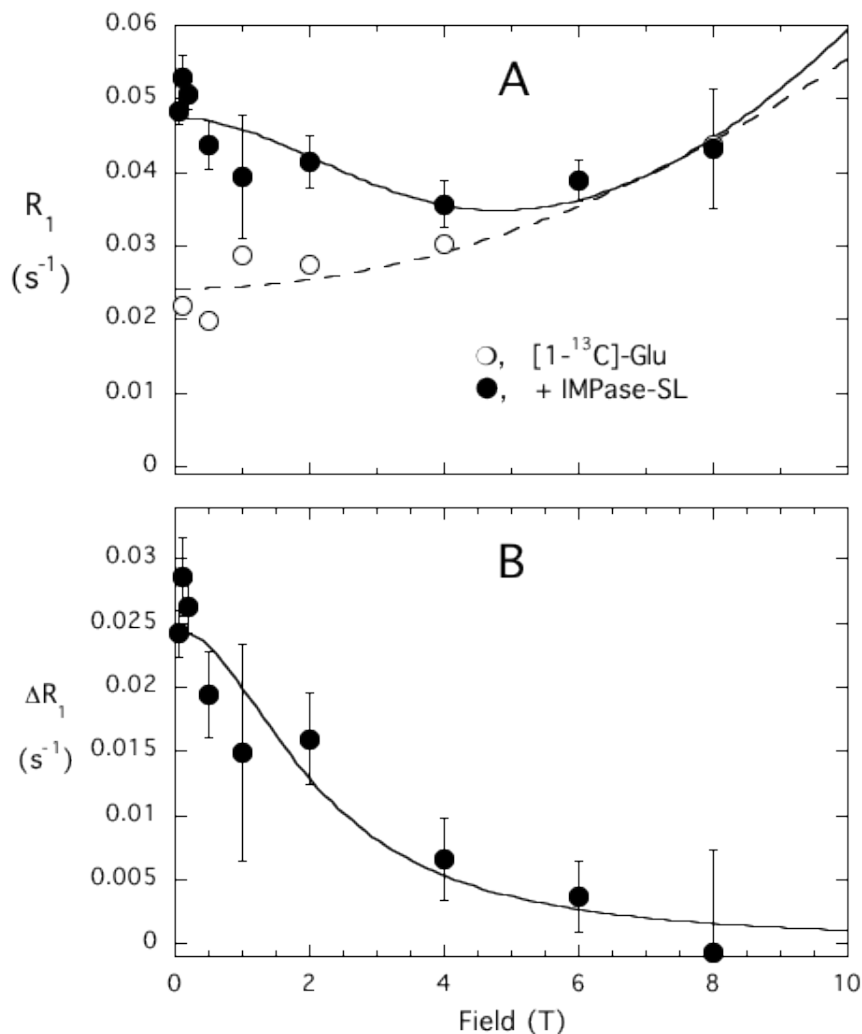 0.06
A
0.05
0.04
R₁
0.03
(s⁻¹)
0.02
○, [1-¹³C]-Glu
●, + IMPase-SL
0.01
0
B
0.03
0.025
0.02
ΔR₁
0.015
(s⁻¹)
0.01
0.005
0
0 2 4 6 8 10
Field (T)